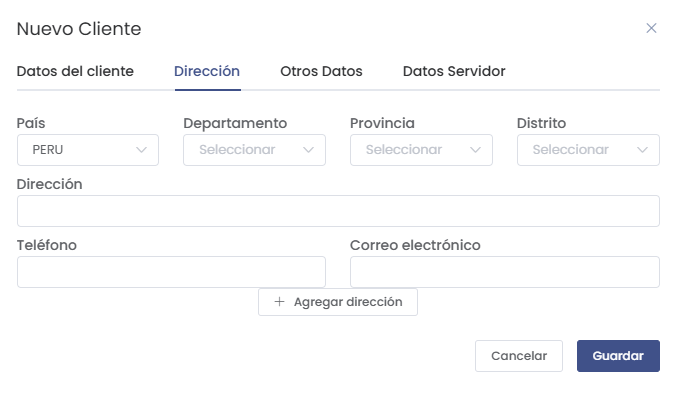 Nuevo Cliente
Datos del cliente Dirección Otros Datos Datos Servidor
País Departamento Provincia Distrito
PERU Seleccionar Seleccionar Seleccionar
Dirección
Teléfono Correo electrónico
+ Agregar dirección
Cancelar Guardar